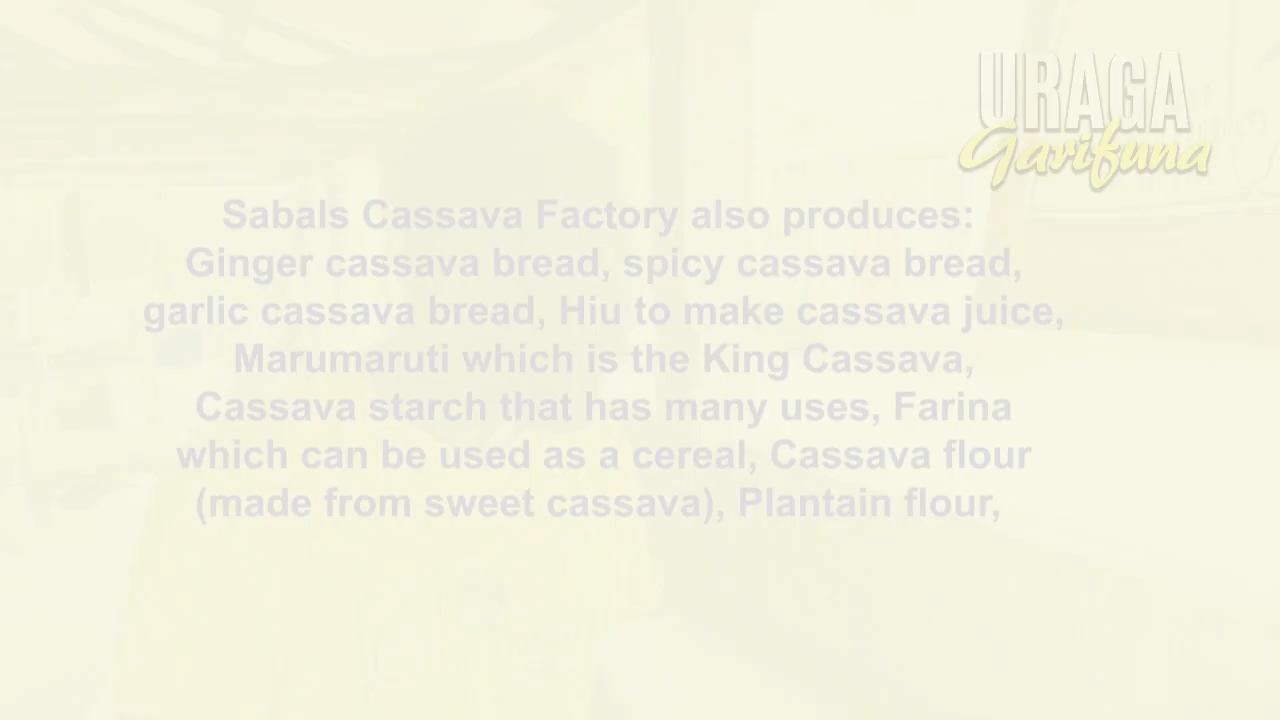 URAGA
Garifuna
Sabals Cassava Factory also produces:
Ginger cassava bread, spicy cassava bread,
garlic cassava bread, Hiu to make cassava juice,
Marumaruti which is the King Cassava,
Cassava starch that has many uses, Farina
which can be used as a cereal, Cassava flour
(made from sweet cassava), Plantain flour,